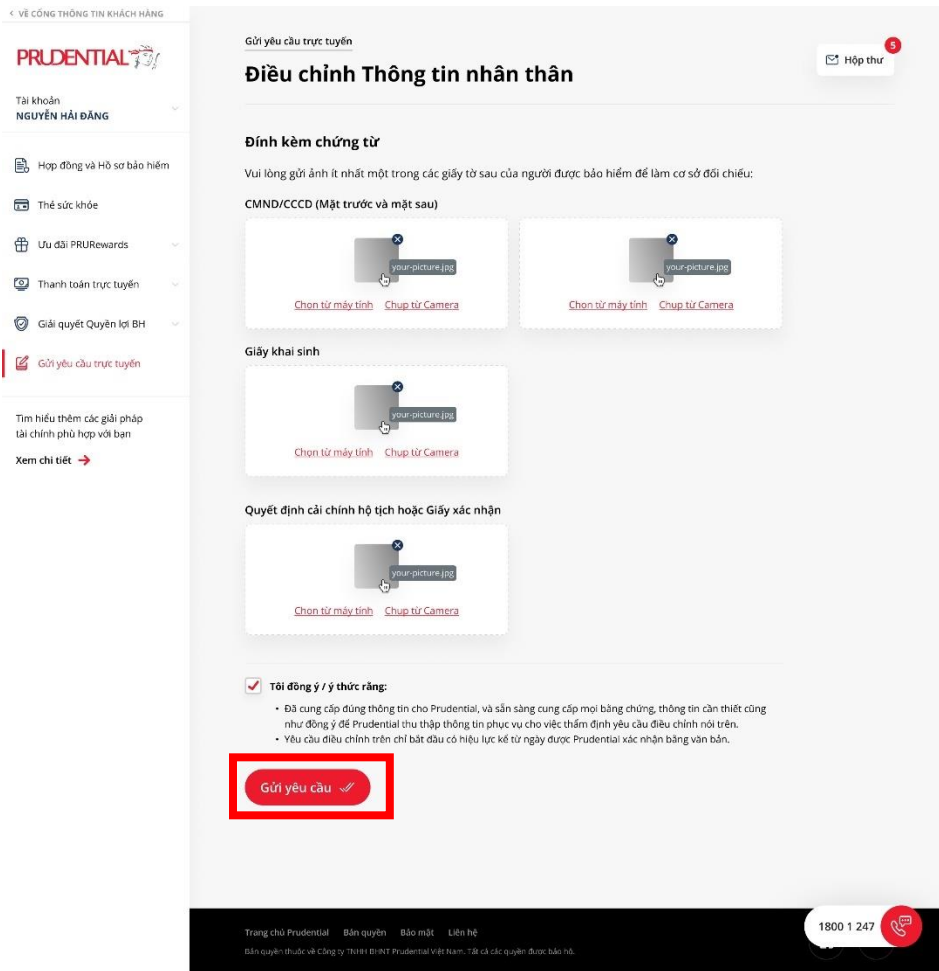 < VỀ CỔNG THÔNG TIN KHÁCH HÀNG
PRUDENTIAL
Tài khoản
NGUYỄN HẢI ĐĂNG
Hợp đồng và Hồ sơ bảo hiểm
Thẻ sức khỏe
Ưu đãi PRURewards
Thanh toán trực tuyến
Giải quyết Quyền lợi BH
Gửi yêu cầu trực tuyến
Tìm hiểu thêm các giải pháp
tài chính phù hợp với bạn
Xem chi tiết →
Gửi yêu cầu trực tuyến
Điều chỉnh Thông tin nhân thân
Hộp thư
5
Đính kèm chứng từ
Vui lòng gửi ảnh ít nhất một trong các giấy tờ sau của người được bảo hiểm để làm cơ sở đối chiếu:
CMND/CCCD (Mặt trước và mặt sau)
your-picture.jpg
Chọn từ máy tính Chụp từ Camera
your-picture.jpg
Chọn từ máy tính Chụp từ Camera
Giấy khai sinh
your-picture.jpg
Chọn từ máy tính Chụp từ Camera
Quyết định cải chính hộ tịch hoặc Giấy xác nhận
your-picture.jpg
Chọn từ máy tính Chụp từ Camera
Tôi đồng ý / ý thức rằng:
• Đã cung cấp đúng thông tin cho Prudential, và sẵn sàng cung cấp mọi bằng chứng, thông tin cần thiết cũng
như đồng ý để Prudential thu thập thông tin phục vụ cho việc thẩm định yêu cầu điều chỉnh nói trên.
• Yêu cầu điều chỉnh trên chỉ bắt đầu có hiệu lực kể từ ngày được Prudential xác nhận bằng văn bản.
Gửi yêu cầu
1800 1 247
Trang chủ Prudential Bản quyền Bảo mật Liên hệ
Bản quyền thuộc về Công ty TNHH BHNT Prudential Việt Nam. Tất cả các quyền được bảo hộ.